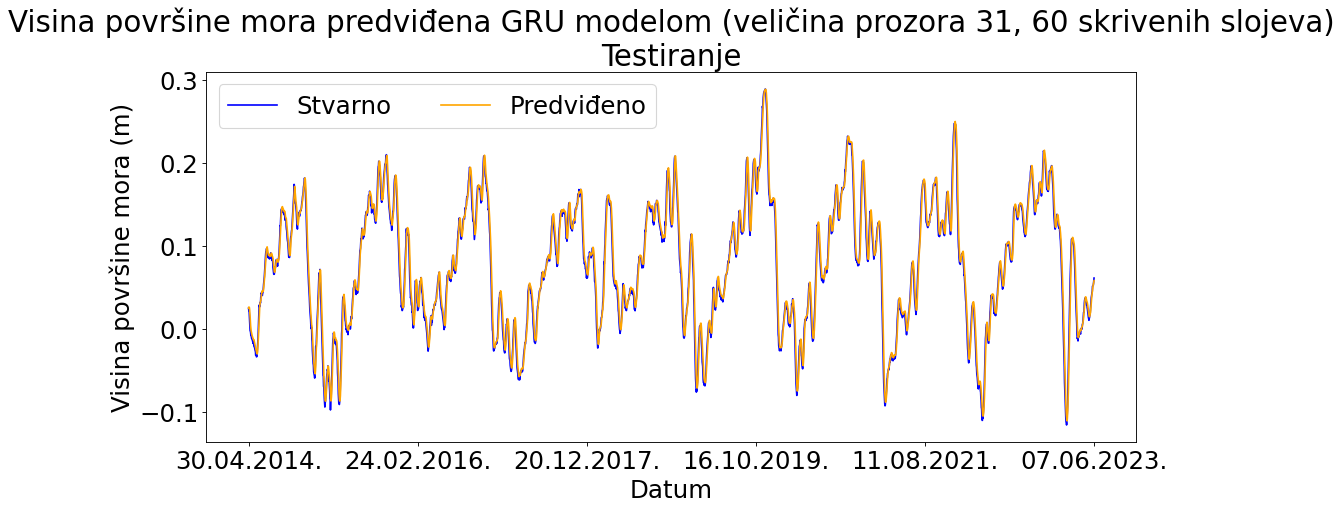 Visina površine mora predviđena GRU modelom (veličina prozora 31, 60 skrivenih slojeva)
Testiranje
Stvarno
Predviđeno
Visina površine mora (m)
0.3
0.2
0.1
0.0
−0.1
30.04.2014.
24.02.2016.
20.12.2017.
16.10.2019.
11.08.2021.
07.06.2023.
Datum